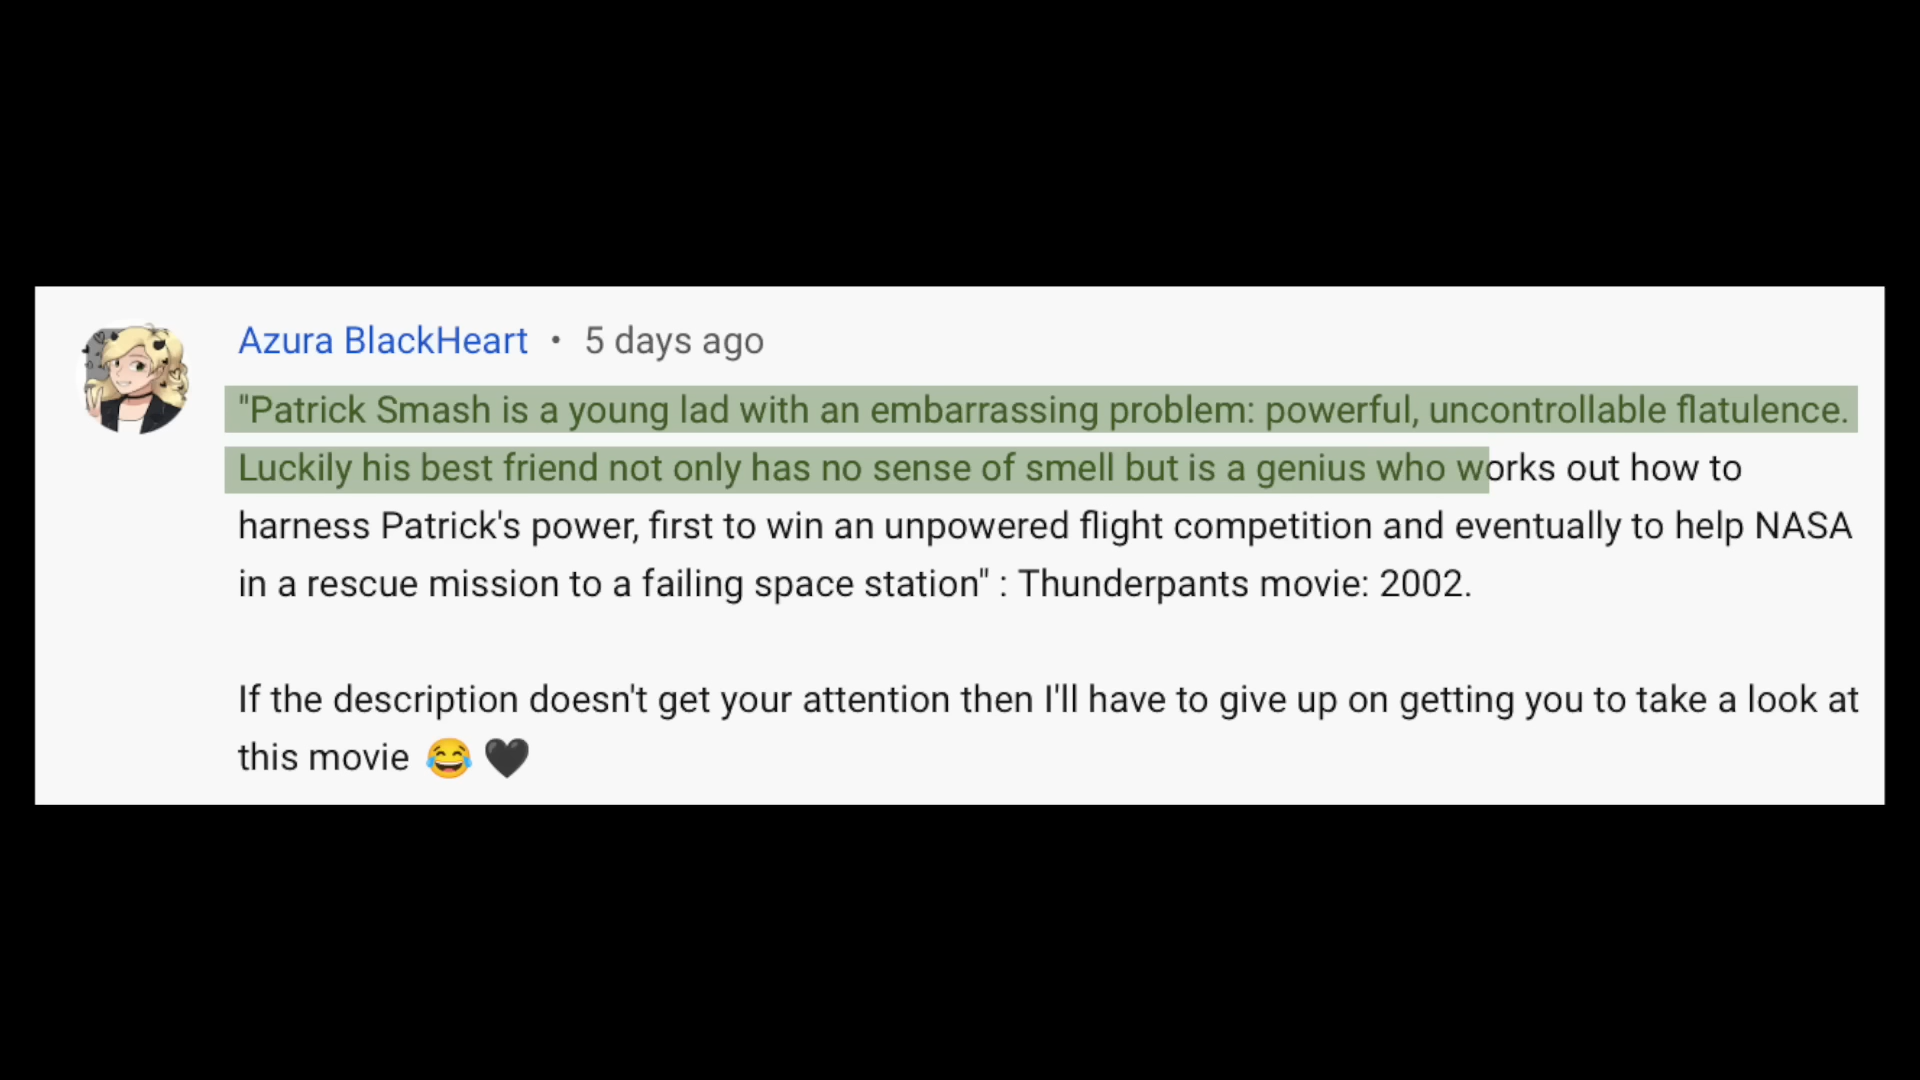 Azura BlackHeart • 5 days ago
"Patrick Smash is a young lad with an embarrassing problem: powerful, uncontrollable flatulence.
Luckily his best friend not only has no sense of smell but is a genius who works out how to
harness Patrick's power, first to win an unpowered flight competition and eventually to help NASA
in a rescue mission to a failing space station" : Thunderpants movie: 2002.
If the description doesn't get your attention then I'll have to give up on getting you to take a look at
this movie 😂 🖤